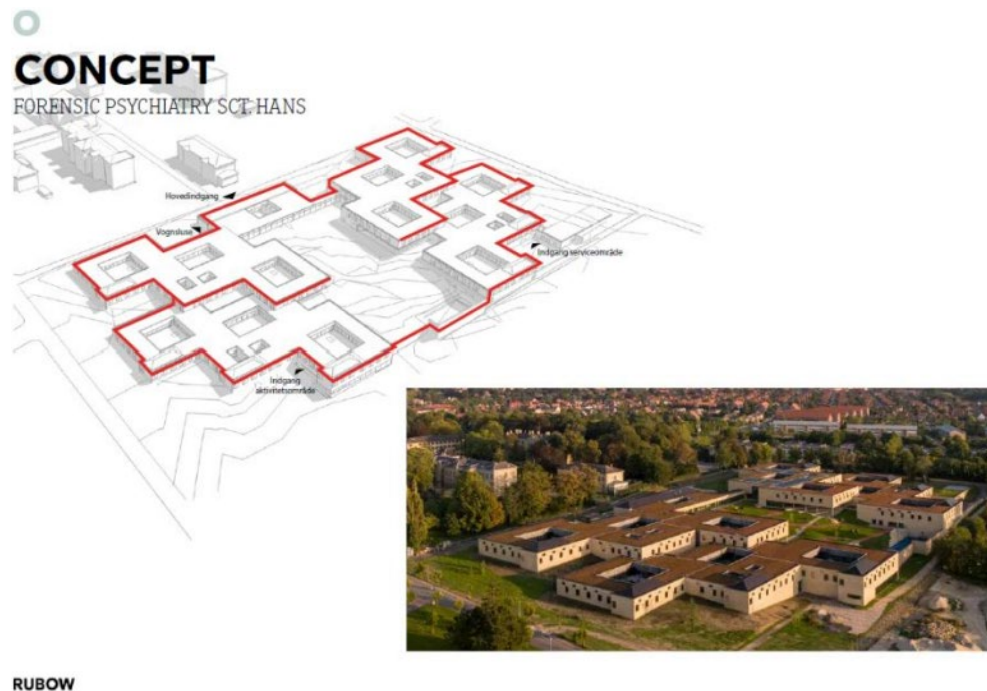 CONCEPT
FORENSIC PSYCHIATRY SCT. HANS
Hovedindgang
Vognsluse
Indgang serviceområde
Indgang
aktivitetsområde
RUBOW